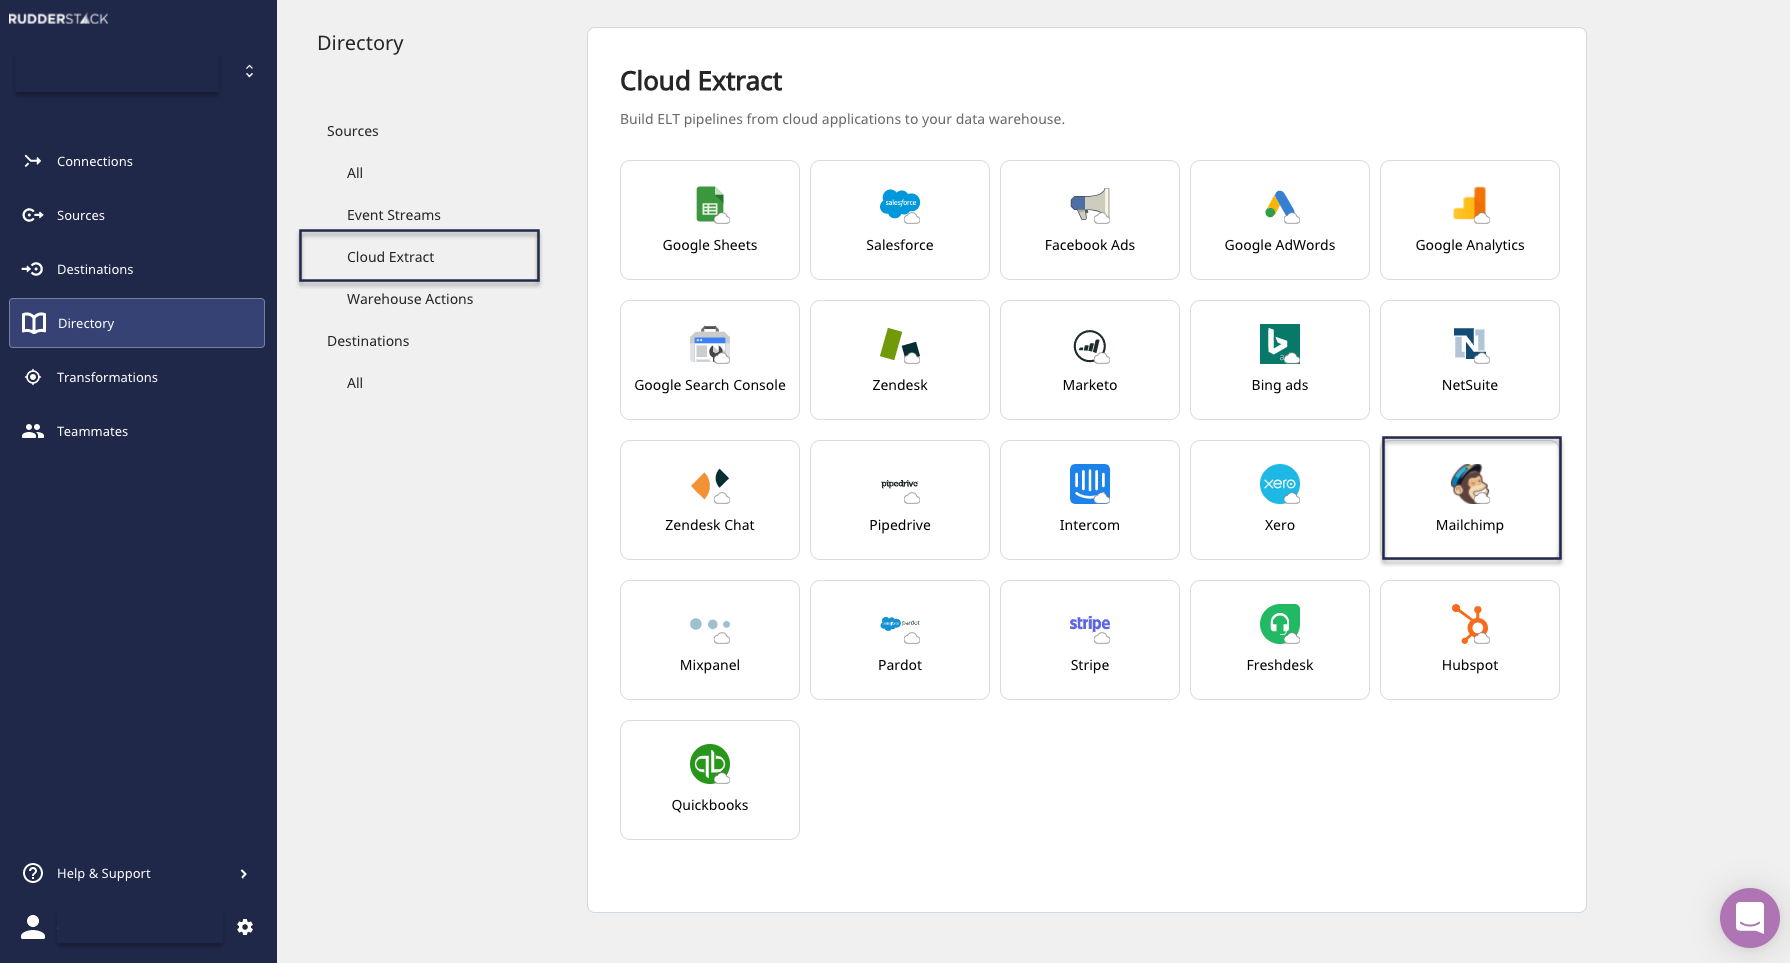 RUDDERSTACK
Connections
Sources
Destinations
Directory
Transformations
Teammates
Help & Support
Directory
Sources
All
Event Streams
Cloud Extract
Warehouse Actions
Destinations
All
Cloud Extract
Build ELT pipelines from cloud applications to your data warehouse.
Google Sheets
salesforce
Salesforce
Facebook Ads
Google AdWords
Google Analytics
Google Search Console
Zendesk
Marketo
Bing ads
N
NetSuite
Zendesk Chat
pipedrive
Pipedrive
Intercom
xero
Xero
Mailchimp
Mixpanel
pardot
Pardot
stripe
Stripe
Freshdesk
Hubspot
qb
Quickbooks